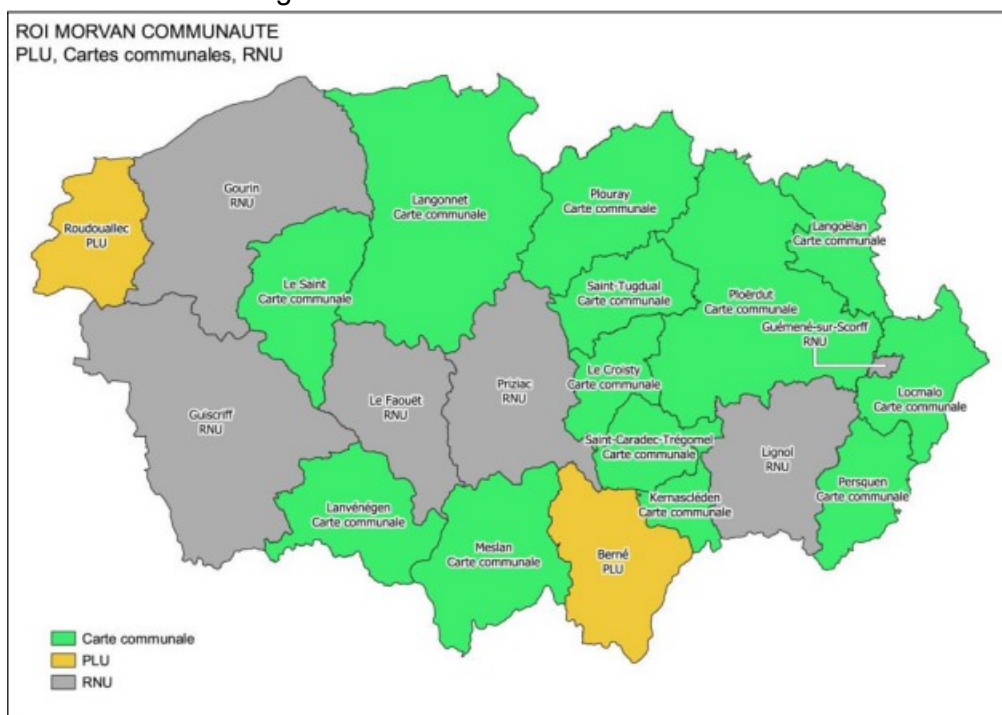 ROI MORVAN COMMUNAUTE
PLU, Cartes communales, RNU
Gourin
RNU
Roudouallec
PLU
Langonnet
Carte communale
Plouray
Carte communale
Langoëlan
Carte communale
Le Saint
Carte communale
Saint-Tugdual
Carte communale
Ploërdut
Carte communale
Guémené-sur-Scorff
RNU
Le Croisty
Carte communale
Priziac
RNU
Le Faouët
RNU
Guiscriff
RNU
Locmalo
Carte communale
Saint-Caradec-Trégomel
Carte communale
Lignol
RNU
Persquen
Carte communale
Kernascléden
Carte communale
Lanvénégen
Carte communale
Meslan
Carte communale
Berné
PLU
Carte communale
PLU
RNU